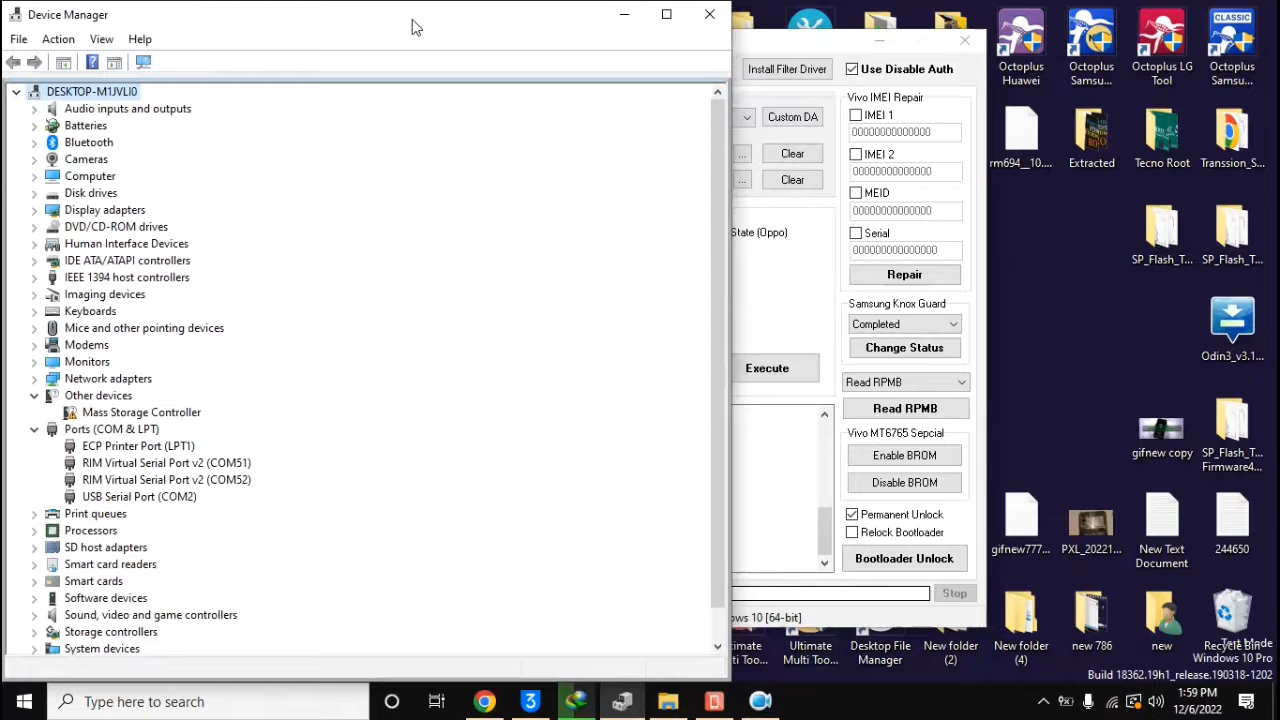 Device Manager
File Action View Help
DESKTOP-M1JVLI0
Audio inputs and outputs
Batteries
Bluetooth
Cameras
Computer
Disk drives
Display adapters
DVD/CD-ROM drives
Human Interface Devices
IDE ATA/ATAPI controllers
IEEE 1394 host controllers
Imaging devices
Keyboards
Mice and other pointing devices
Modems
Monitors
Network adapters
Other devices
Mass Storage Controller
Ports (COM & LPT)
ECP Printer Port (LPT1)
RIM Virtual Serial Port v2 (COM51)
RIM Virtual Serial Port v2 (COM52)
USB Serial Port (COM2)
Print queues
Processors
SD host adapters
Smart card readers
Smart cards
Software devices
Sound, video and game controllers
Storage controllers
System devices
Install Filter Driver
Use Disable Auth
Custom DA
... Clear
... Clear
State (Oppo)
Execute
Vivo IMEI Repair
IMEI 1
00000000000000
IMEI 2
00000000000000
MEID
00000000000000
Serial
000000000000000
Repair
Samsung Knox Guard
Completed
Change Status
Read RPMB
Read RPMB
Vivo MT6765 Sepcial
Enable BROM
Disable BROM
Permanent Unlock
Relock Bootloader
Bootloader Unlock
Stop
ows 10 [64-bit]
Octoplus Huawei
Octoplus Samsu...
Octoplus LG Tool
CLASSIC
Octoplus Samsu...
rm694__10....
Extracted
Tecno Root
Transsion_S...
SP_Flash_T...
SP_Flash_T...
Odin3_v3.1...
gifnew copy
SP_Flash_T... Firmware4...
gifnew777...
PXL_20221...
New Text Document
244650
Ultimate Multi Too...
Desktop File Manager
New folder (2)
New folder (4)
new 786
new
Recycle Bin
Test Mode
Windows 10 Pro
Build 18362.19h1_release.190318-1202
Type here to search
3
1:59 PM
12/6/2022